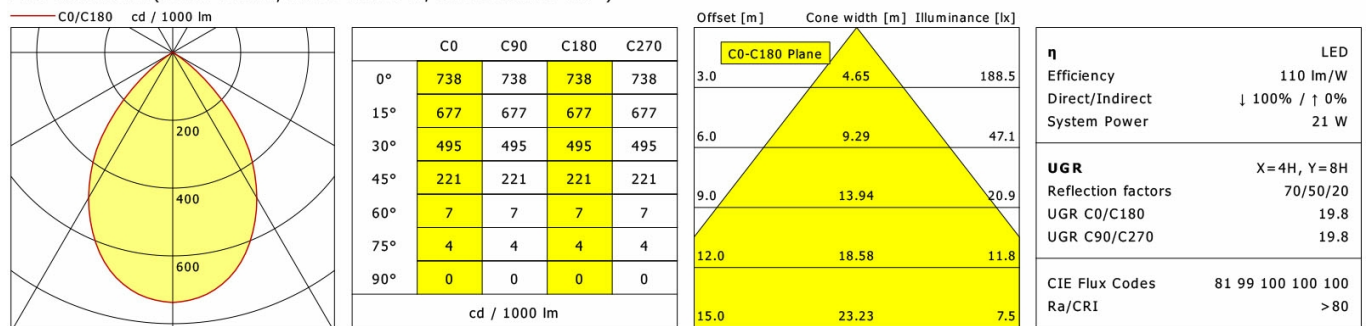 C0/C180 cd / 1000 lm
200
400
600
C0 C90 C180 C270
0° 738 738 738 738
15° 677 677 677 677
30° 495 495 495 495
45° 221 221 221 221
60° 7 7 7 7
75° 4 4 4 4
90° 0 0 0 0
cd / 1000 lm
Offset [m] Cone width [m] Illuminance [lx]
C0-C180 Plane
3.0 4.65 188.5
6.0 9.29 47.1
9.0 13.94 20.9
12.0 18.58 11.8
15.0 23.23 7.5
η LED
Efficiency 110 lm/W
Direct/Indirect ↓ 100% / ↑ 0%
System Power 21 W
UGR X=4H, Y=8H
Reflection factors 70/50/20
UGR C0/C180 19.8
UGR C90/C270 19.8
CIE Flux Codes 81 99 100 100 100
Ra/CRI >80